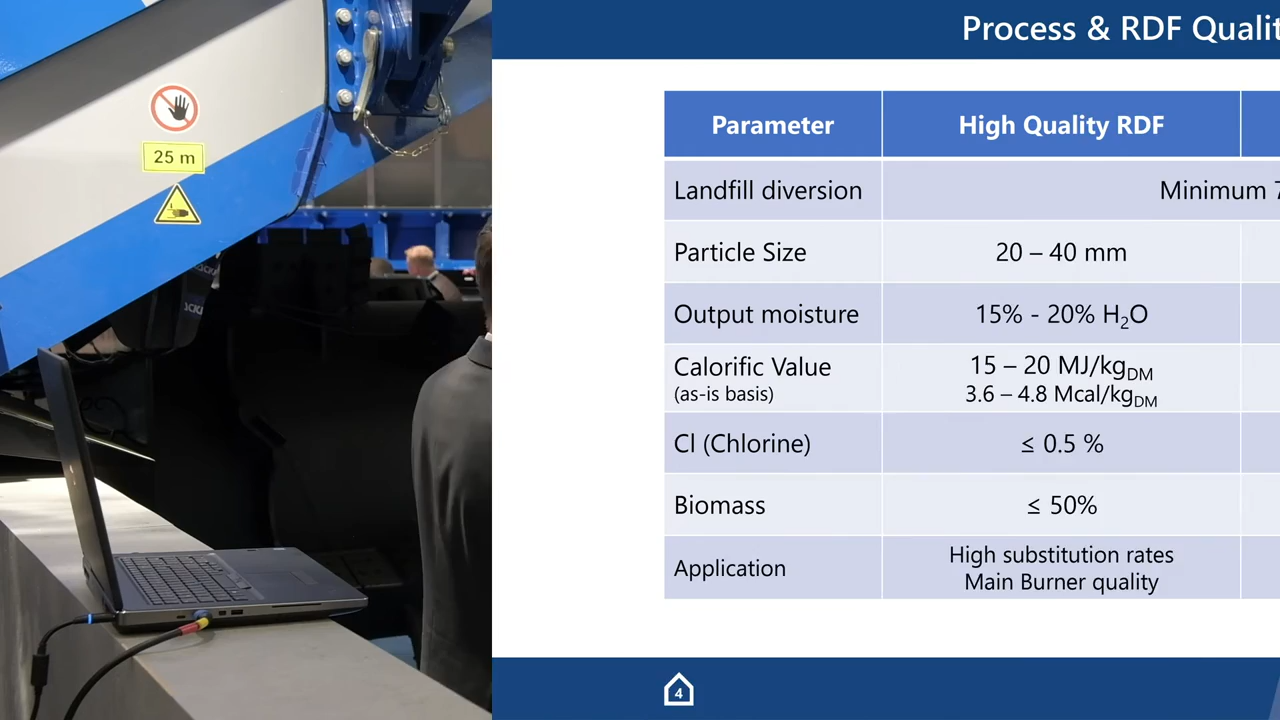 25 m
Process & RDF Qualit
Parameter
High Quality RDF
Landfill diversion
Minimum 7
Particle Size
20 – 40 mm
Output moisture
15% - 20% H₂O
Calorific Value
(as-is basis)
15 – 20 MJ/kgDM
3.6 – 4.8 Mcal/kgDM
Cl (Chlorine)
≤ 0.5 %
Biomass
≤ 50%
Application
High substitution rates
Main Burner quality
4